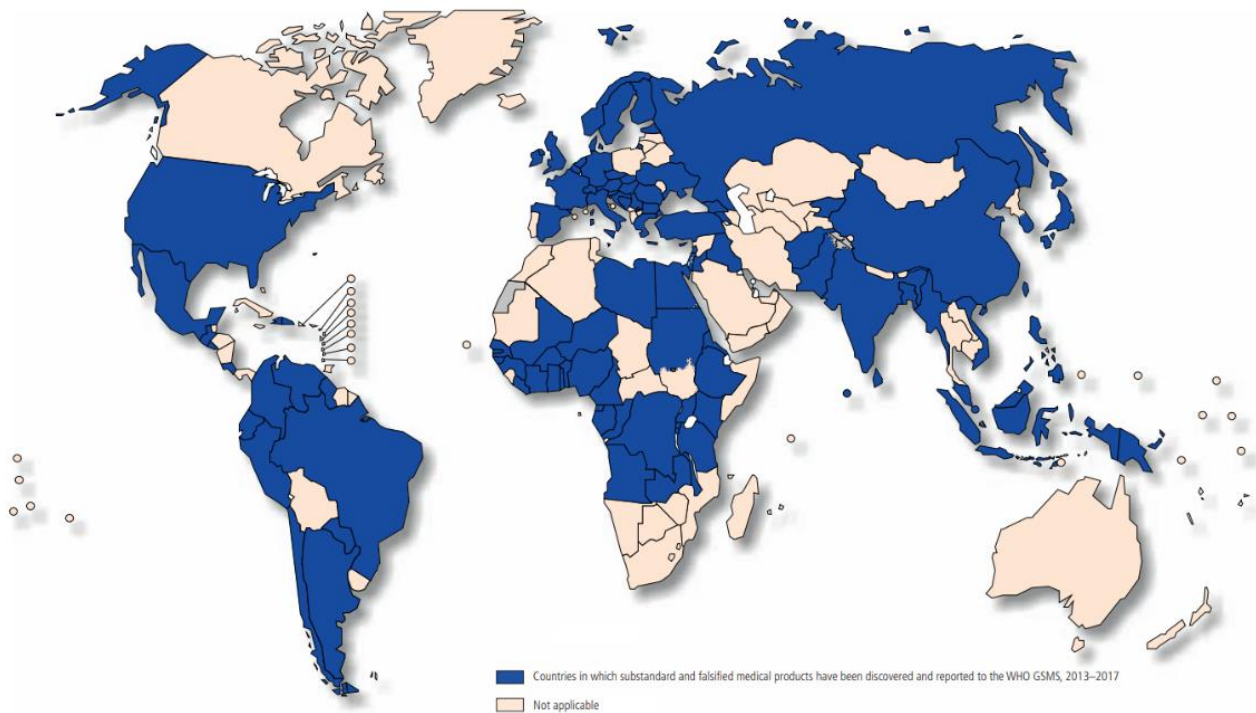 Countries in which substandard and falsified medical products have been discovered and reported to the WHO GSMS, 2013–2017
Not applicable